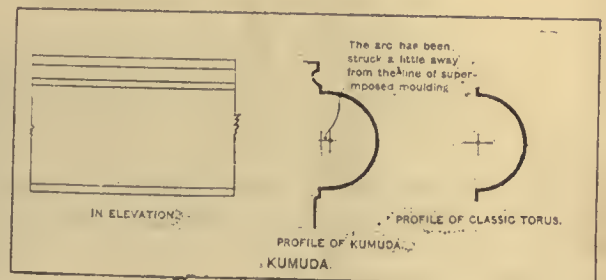 The arc has been
struck a little away
from the line of super-
imposed moulding
IN ELEVATION.
PROFILE OF CLASSIC TORUS.
PROFILE OF KUMUDA.
KUMUDA.